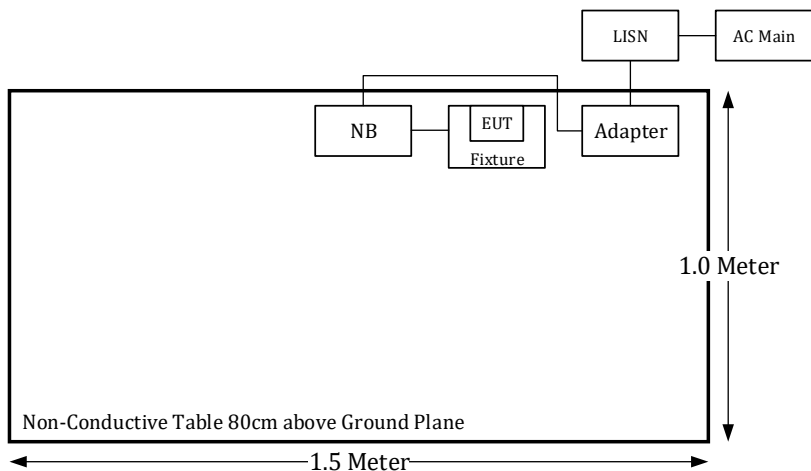 LISN
AC Main
NB
EUT
Fixture
Adapter
1.0 Meter
Non-Conductive Table 80cm above Ground Plane
1.5 Meter